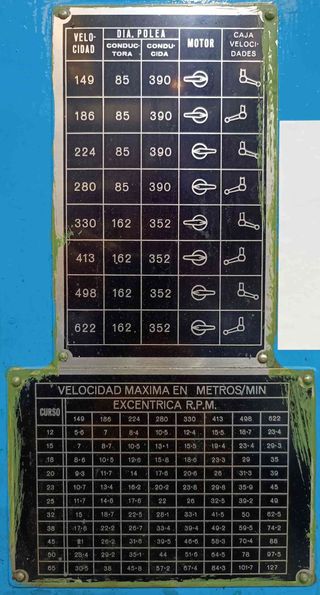 VELO- CIDAD DIA. POLEA MOTOR CAJA VELOCI- DADES
CONDUC- TORA CONDU- CIDA
149 85 390
186 85 390
224 85 390
280 85 390
330 162 352
413 162 352
498 162 352
622 162 352
VELOCIDAD MAXIMA EN METROS/MIN
EXCENTRICA R.P.M.
CURSO 149 186 224 280 330 413 498 622
12 5·6 7 8·4 10·5 12·4 15·6 18·7 23·4
15 7 8·7 10·5 13·1 15·5 19·4 23·4 29·3
18 8·6 10·5 12·6 15·8 18·6 23·3 29 35
20 9·3 11·7 14 17·6 20·6 26 31·3 39
23 10·7 13·4 16·2 20·2 23·8 29·8 35·9 45
25 11·7 14·6 17·6 22 26 32·5 39·2 49
32 15 18·7 22·5 28·1 33·1 41·5 50 62·5
38 17·8 22·2 26·7 33·4 39·4 49·2 59·5 74·2
45 21 26·2 31·6 39·5 46·6 58·3 70·4 88
50 23·4 29·2 35·1 44 51·6 64·5 78 97·5
65 30·5 38 45·8 57·2 67·4 84·3 101·7 127